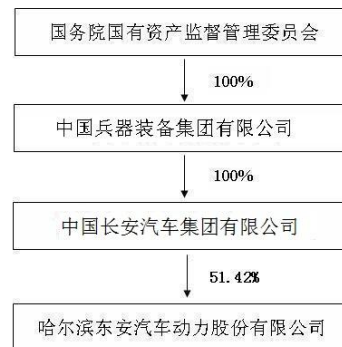 国务院国有资产监督管理委员会
100%
中国兵器装备集团有限公司
100%
中国长安汽车集团有限公司
51.42%
哈尔滨东安汽车动力股份有限公司